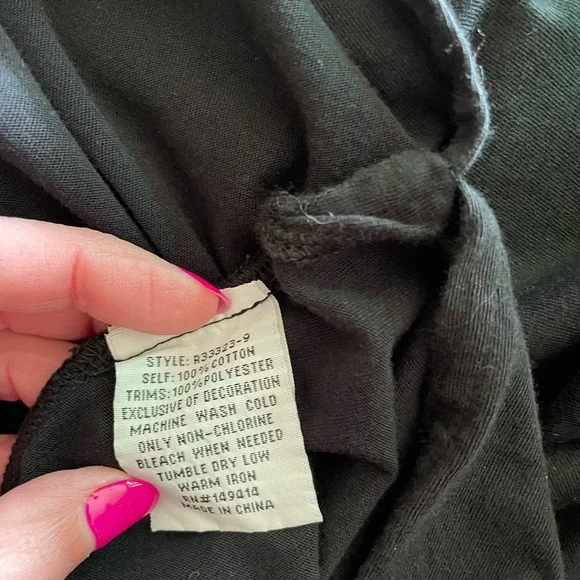 STYLE: R33323-9
SELF: 100% COTTON
TRIMS: 100% POLYESTER
EXCLUSIVE OF DECORATION
MACHINE WASH COLD
ONLY NON-CHLORINE
BLEACH WHEN NEEDED
TUMBLE DRY LOW
WARM IRON
RN#149414
MADE IN CHINA